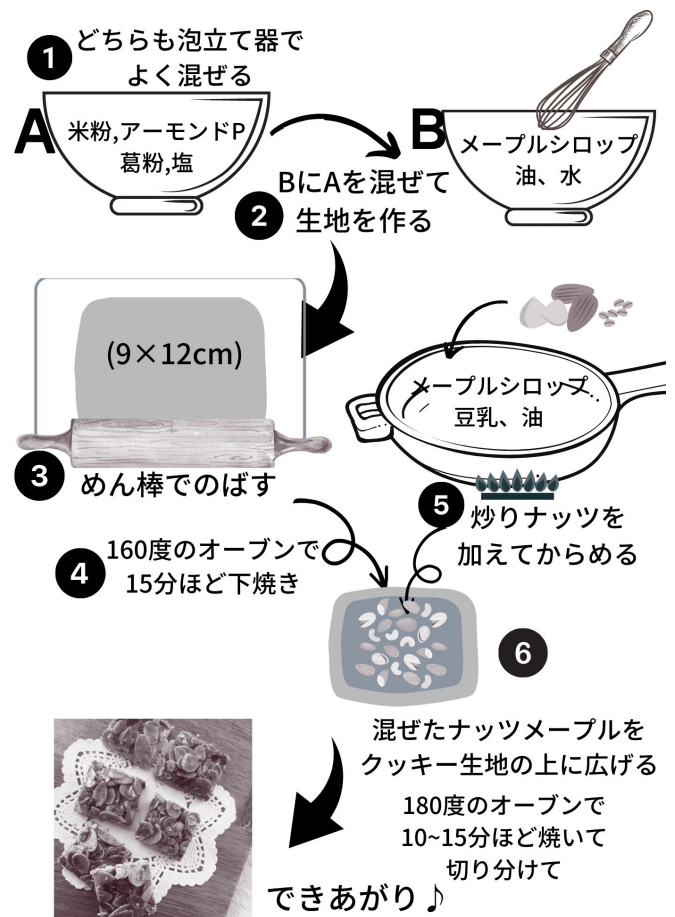 1 どちらも泡立て器で
よく混ぜる
A
米粉,アーモンドP
葛粉,塩
B
メープルシロップ
油、水
2 BにAを混ぜて
生地を作る
(9×12cm)
3 めん棒でのばす
4 160度のオーブンで
15分ほど下焼き
メープルシロップ
豆乳、油
5 炒りナッツを
加えてからめる
6
混ぜたナッツメープルを
クッキー生地の上に広げる
180度のオーブンで
10~15分ほど焼いて
切り分けて
できあがり♪